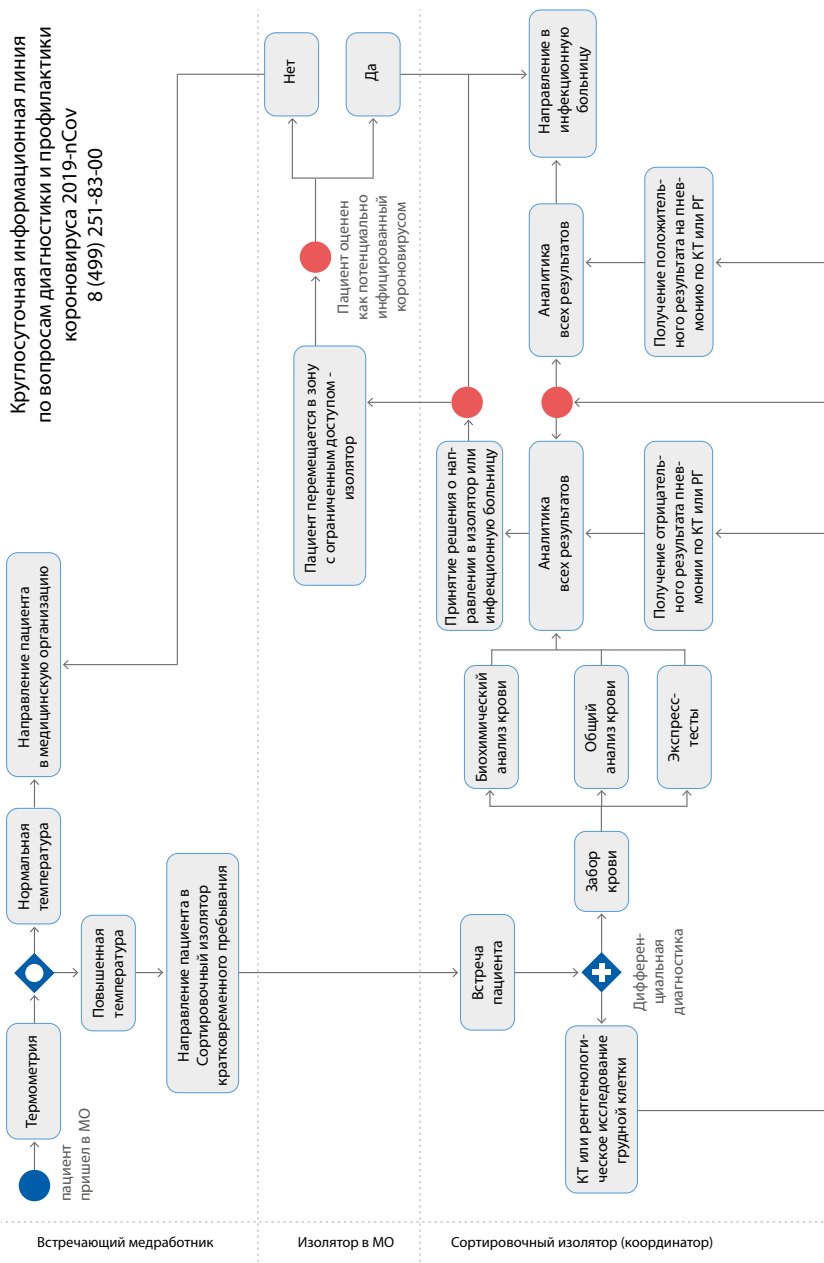 Круглосуточная информационная линия
по вопросам диагностики и профилактики
короновируса 2019-nCov
8 (499) 251-83-00
Встречающий медработник
пациент
пришел в МО
Термометрия
Нормальная
температура
Направление пациента
в медицинскую организацию
Повышенная
температура
Направление пациента в
Сортировочный изолятор
кратковременного пребывания
Изолятор в МО
Пациент перемещается в зону
с ограниченным доступом -
изолятор
Пациент оценен
как потенциально
инфицированный
короновирусом
Нет
Да
Сортировочный изолятор (координатор)
Встреча
пациента
Дифферен-
циальная
диагностика
КТ или рентгенологи-
ческое исследование
грудной клетки
Забор
крови
Биохимический
анализ крови
Общий
анализ крови
Экспресс-
тесты
Принятие решения о нап-
равлении в изолятор или
инфекционную больницу
Аналитика
всех результатов
Получение отрицатель-
ного результата пнев-
монии по КТ или РГ
Аналитика
всех результатов
Получение положитель-
ного результата на пнев-
монию по КТ или РГ
Направление в
инфекционную
больницу